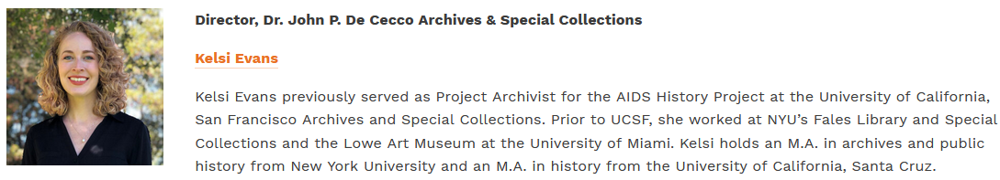 Director, Dr. John P. De Cecco Archives & Special Collections
Kelsi Evans
Kelsi Evans previously served as Project Archivist for the AIDS History Project at the University of California,
San Francisco Archives and Special Collections. Prior to UCSF, she worked at NYU’s Fales Library and Special
Collections and the Lowe Art Museum at the University of Miami. Kelsi holds an M.A. in archives and public
history from New York University and an M.A. in history from the University of California, Santa Cruz.